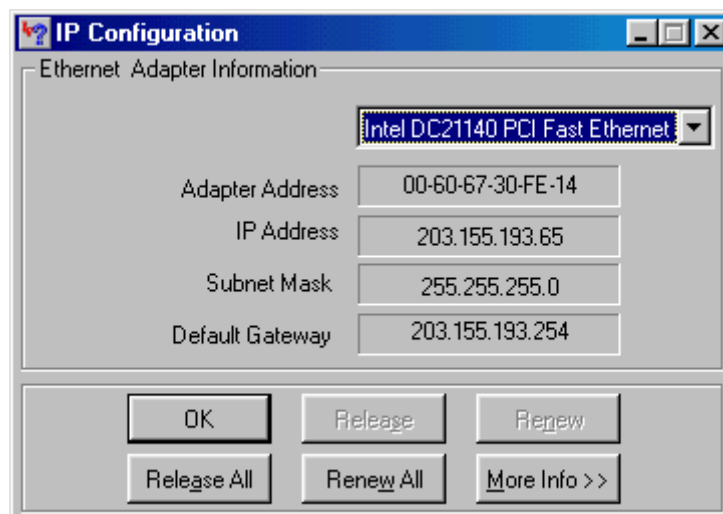 IP Configuration
Ethernet Adapter Information
Intel DC21140 PCI Fast Ethernet
Adapter Address 00-60-67-30-FE-14
IP Address 203.155.193.65
Subnet Mask 255.255.255.0
Default Gateway 203.155.193.254
OK Release Renew
Release All Renew All More Info >>